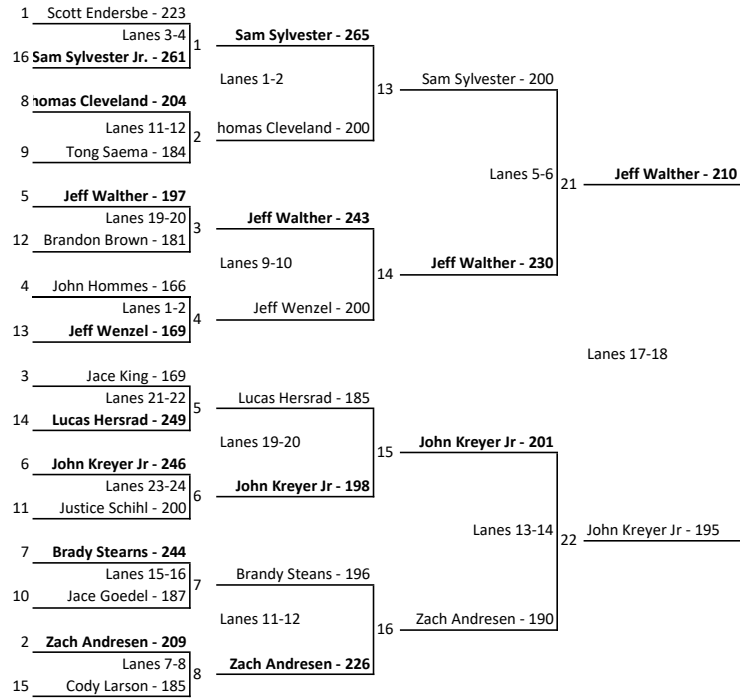 1 Scott Endersbe - 223
Lanes 3-4
16 Sam Sylvester Jr. - 261
1
8 homas Cleveland - 204
Lanes 11-12
9 Tong Saema - 184
2
5 Jeff Walther - 197
Lanes 19-20
12 Brandon Brown - 181
3
4 John Hommes - 166
Lanes 1-2
13 Jeff Wenzel - 169
4
3 Jace King - 169
Lanes 21-22
14 Lucas Hersrad - 249
5
6 John Kreyer Jr - 246
Lanes 23-24
11 Justice Schihl - 200
6
7 Brady Stearns - 244
Lanes 15-16
10 Jace Goedel - 187
7
2 Zach Andresen - 209
Lanes 7-8
15 Cody Larson - 185
8
Sam Sylvester - 265
Lanes 1-2
homas Cleveland - 200
13
Jeff Walther - 243
Lanes 9-10
Jeff Wenzel - 200
14
Lucas Hersrad - 185
Lanes 19-20
John Kreyer Jr - 198
15
Brandy Steans - 196
Lanes 11-12
Zach Andresen - 226
16
Sam Sylvester - 200
Lanes 5-6
Jeff Walther - 230
21
John Kreyer Jr - 201
Lanes 13-14
Zach Andresen - 190
22
Jeff Walther - 210
Lanes 17-18
John Kreyer Jr - 195